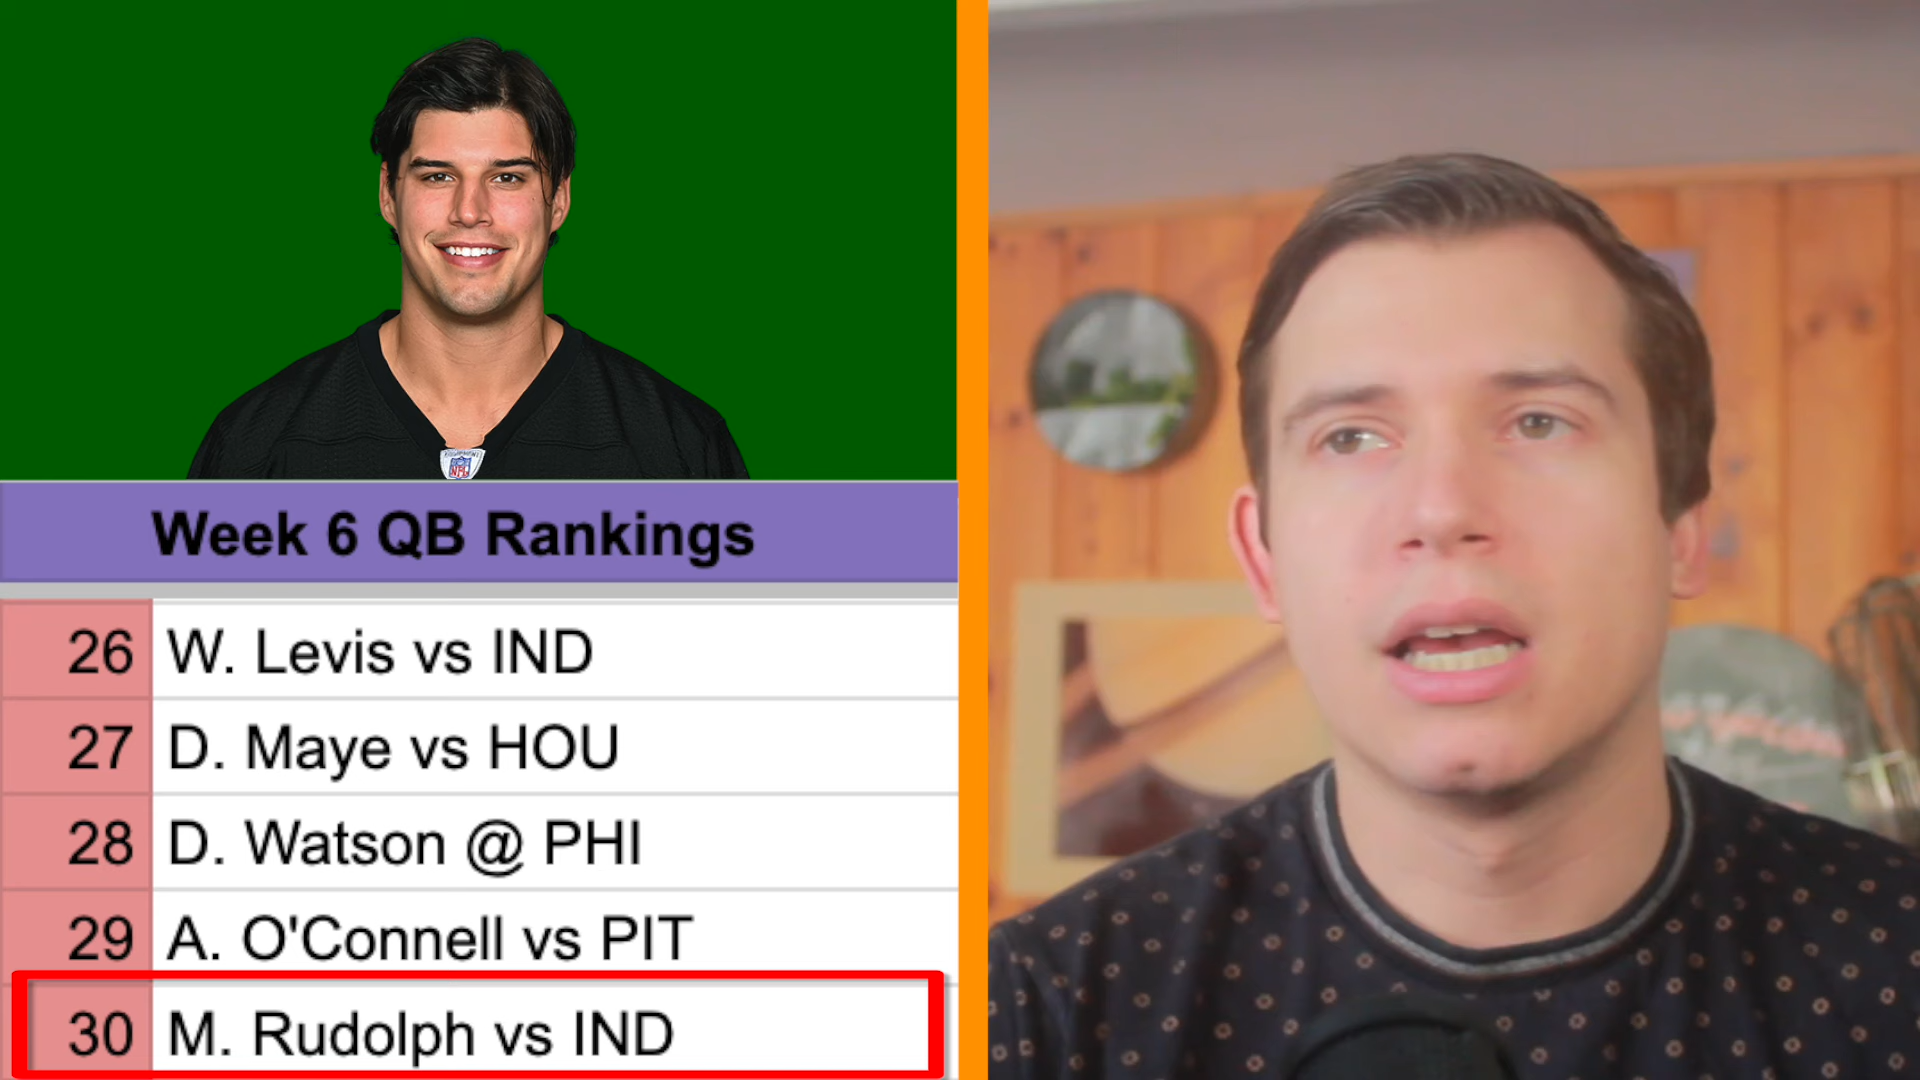 NFL
Week 6 QB Rankings
26 W. Levis vs IND
27 D. Maye vs HOU
28 D. Watson @ PHI
29 A. O'Connell vs PIT
30 M. Rudolph vs IND